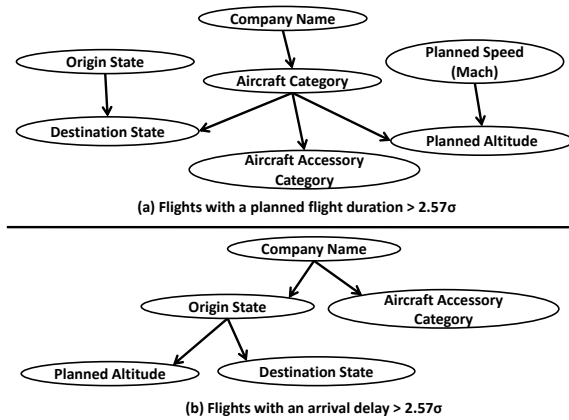 Company Name
Origin State
Planned Speed
(Mach)
Aircraft Category
Destination State
Planned Altitude
Aircraft Accessory
Category
(a) Flights with a planned flight duration > 2.57σ
Company Name
Origin State
Aircraft Accessory
Category
Planned Altitude
Destination State
(b) Flights with an arrival delay > 2.57σ